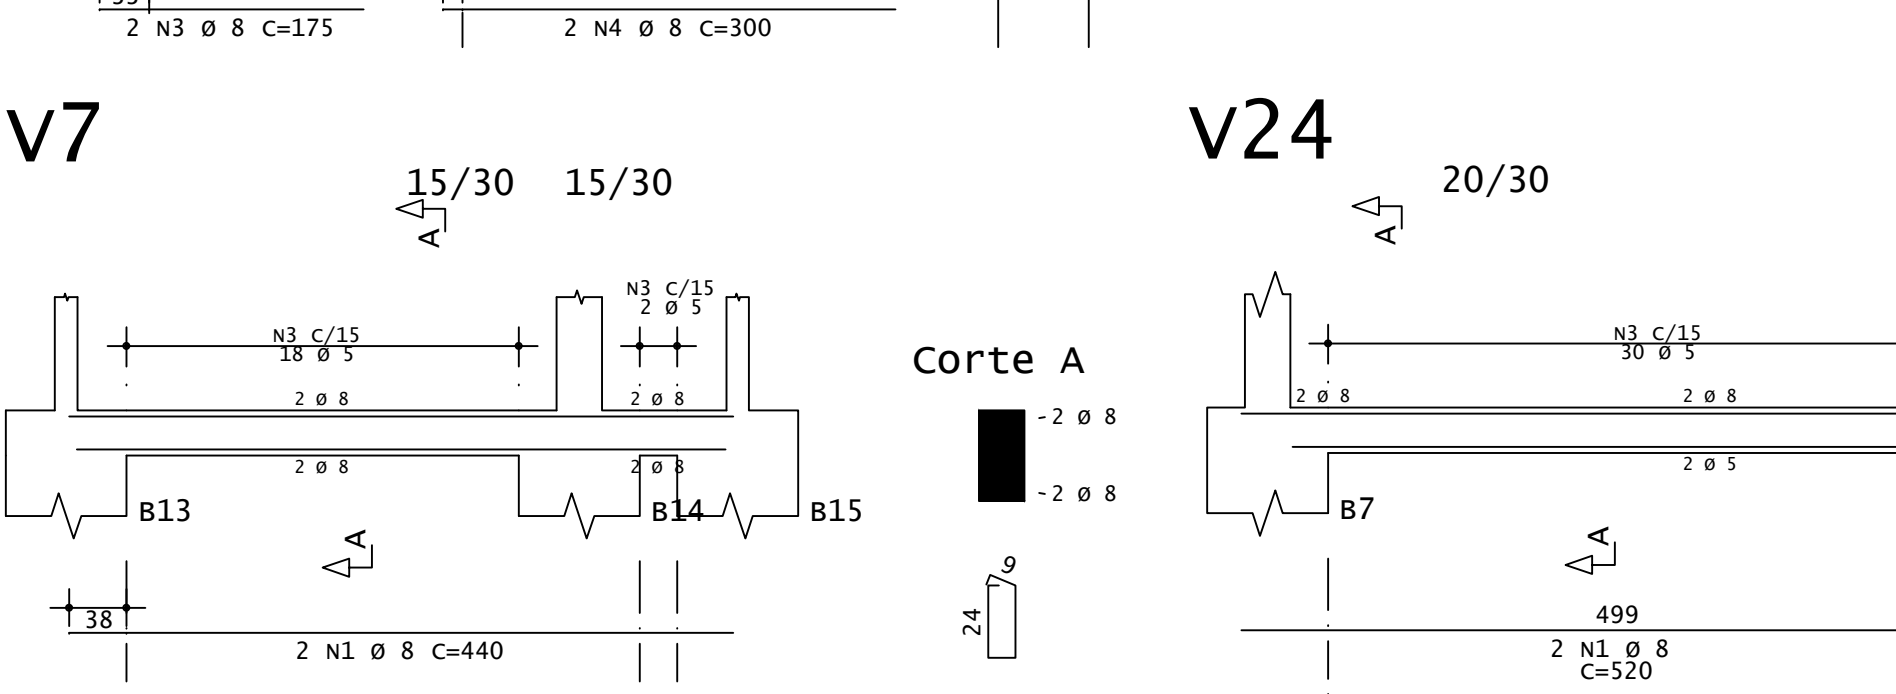 2 N3 Ø 8 C=175
2 N4 Ø 8 C=300
V7
15/30 15/30
A
N3 C/15
2 Ø 5
N3 C/15
18 Ø 5
2 Ø 8
2 Ø 8
2 Ø 8
2 Ø 8
B13
B14
B15
A
38
2 N1 Ø 8 C=440
Corte A
-2 Ø 8
-2 Ø 8
9
24
V24
20/30
A
N3 C/15
30 Ø 5
2 Ø 8
2 Ø 8
2 Ø 5
B7
A
499
2 N1 Ø 8
C=520